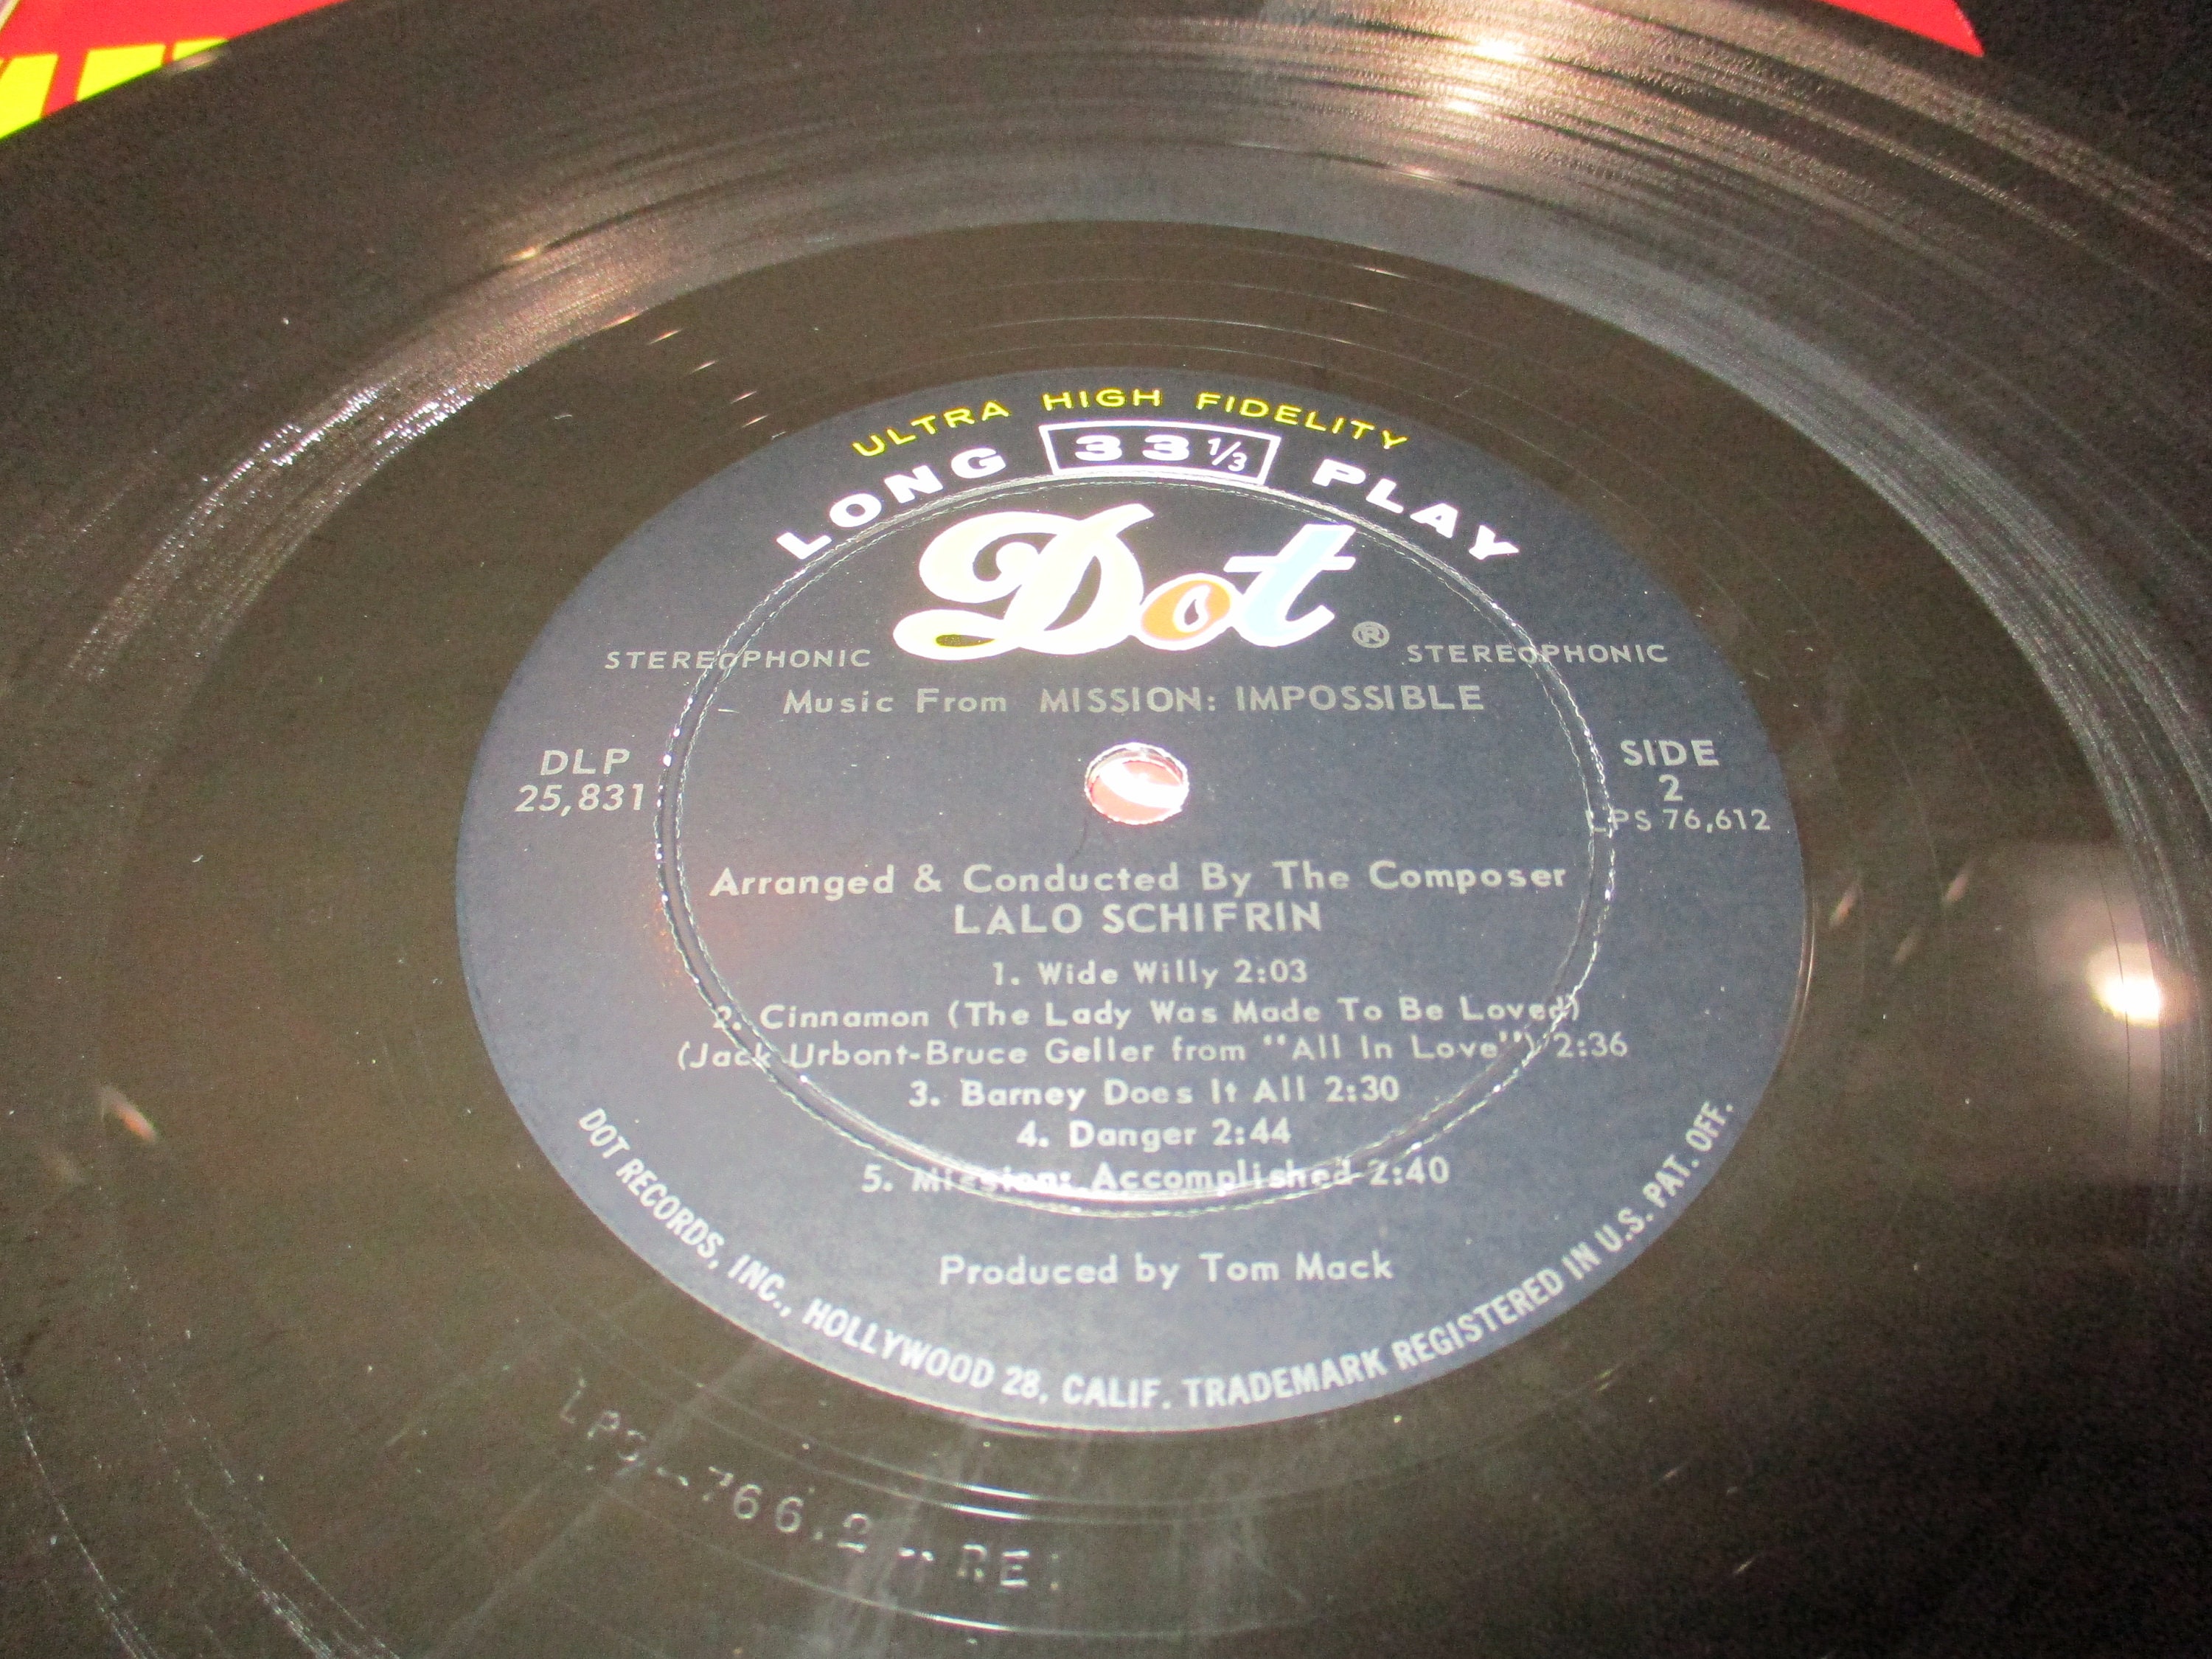 ULTRA HIGH FIDELITY
LONG 33 1/3 PLAY
Dot ®
STEREOPHONIC STEREOPHONIC
Music From MISSION: IMPOSSIBLE
DLP
25,831
SIDE
2
LPS 76,612
Arranged & Conducted By The Composer
LALO SCHIFRIN
1. Wide Willy 2:03
2. Cinnamon (The Lady Was Made To Be Loved)
(Jack Urbont-Bruce Geller from "All In Love") 2:36
3. Barney Does It All 2:30
4. Danger 2:44
5. Mission: Accomplished 2:40
Produced by Tom Mack
DOT RECORDS, INC., HOLLYWOOD 28, CALIF. TRADEMARK REGISTERED IN U.S. PAT. OFF.